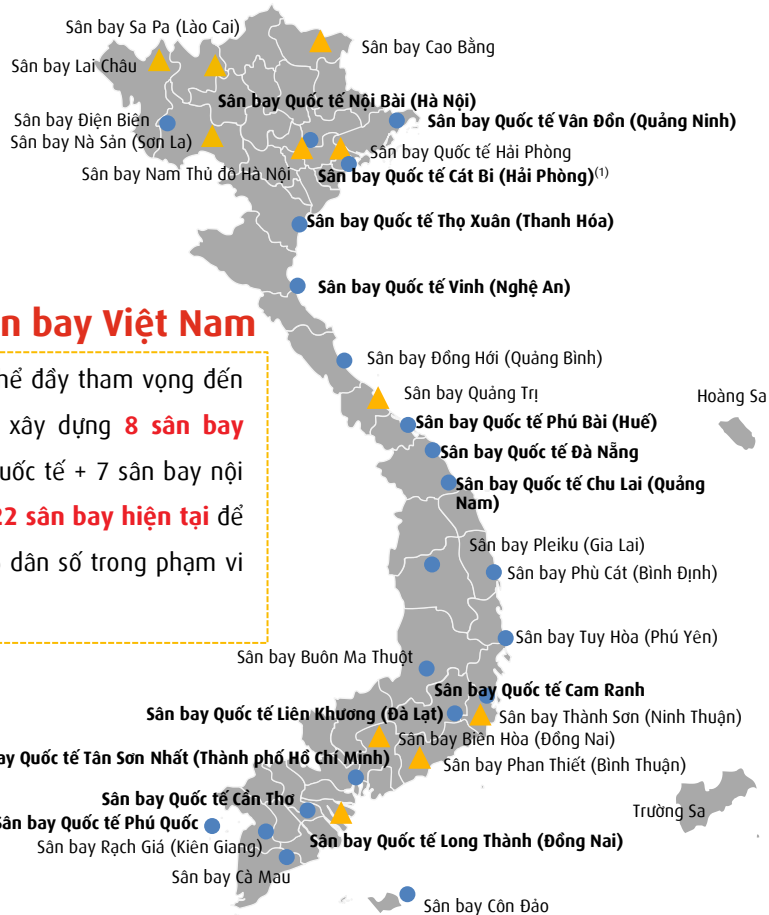 Sân bay Sa Pa (Lào Cai)
Sân bay Cao Bằng
Sân bay Lai Châu
Sân bay Quốc tế Nội Bài (Hà Nội)
Sân bay Điện Biên
Sân bay Quốc tế Vân Đồn (Quảng Ninh)
Sân bay Nà Sản (Sơn La)
Sân bay Quốc tế Hải Phòng
Sân bay Nam Thủ đô Hà Nội
Sân bay Quốc tế Cát Bi (Hải Phòng)(1)
Sân bay Quốc tế Thọ Xuân (Thanh Hóa)
Sân bay Quốc tế Vinh (Nghệ An)
n bay Việt Nam
hể đầy tham vọng đến
xây dựng 8 sân bay
uốc tế + 7 sân bay nội
22 sân bay hiện tại để
dân số trong phạm vi
Sân bay Đồng Hới (Quảng Bình)
Sân bay Quảng Trị
Hoàng Sa
Sân bay Quốc tế Phú Bài (Huế)
Sân bay Quốc tế Đà Nẵng
Sân bay Quốc tế Chu Lai (Quảng
Nam)
Sân bay Pleiku (Gia Lai)
Sân bay Phù Cát (Bình Định)
Sân bay Tuy Hòa (Phú Yên)
Sân bay Buôn Ma Thuột
Sân bay Quốc tế Cam Ranh
Sân bay Quốc tế Liên Khương (Đà Lạt)
Sân bay Thành Sơn (Ninh Thuận)
Sân bay Biên Hòa (Đồng Nai)
ay Quốc tế Tân Sơn Nhất (Thành phố Hồ Chí Minh)
Sân bay Phan Thiết (Bình Thuận)
Sân bay Quốc tế Cần Thơ
Trường Sa
Sân bay Quốc tế Phú Quốc
Sân bay Quốc tế Long Thành (Đồng Nai)
Sân bay Rạch Giá (Kiên Giang)
Sân bay Cà Mau
Sân bay Côn Đảo